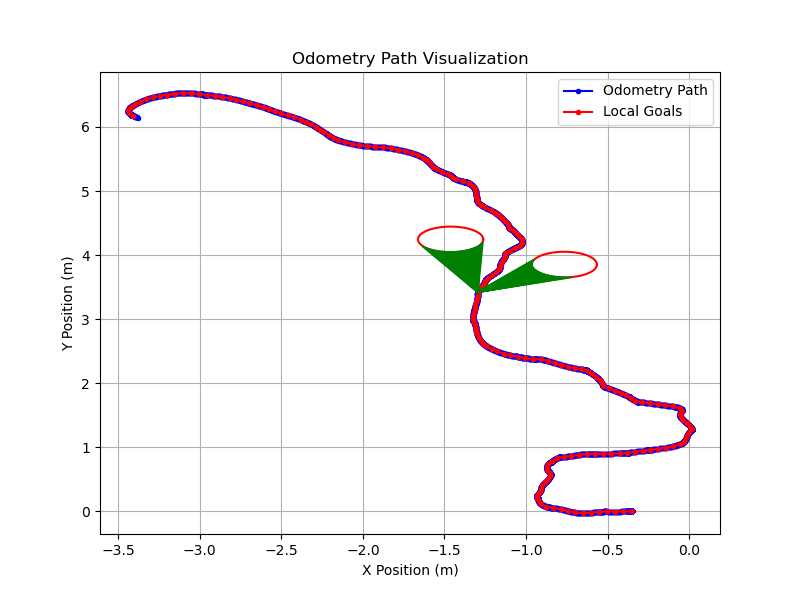 Odometry Path Visualization
Odometry Path
Local Goals
Y Position (m)
6
5
4
3
2
1
0
−3.5 −3.0 −2.5 −2.0 −1.5 −1.0 −0.5 0.0
X Position (m)